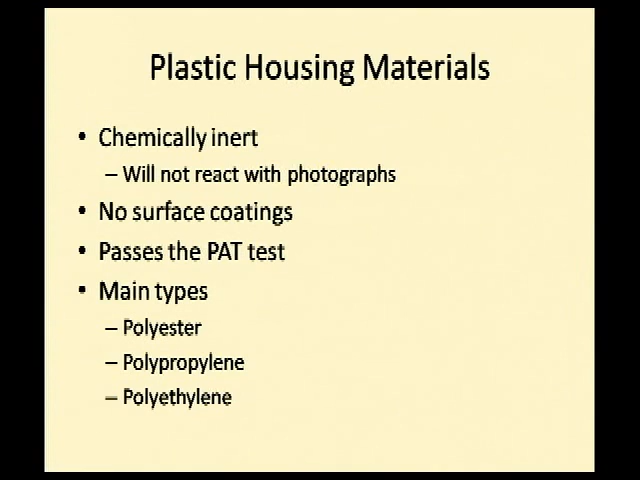 Plastic Housing Materials
• Chemically inert
– Will not react with photographs
• No surface coatings
• Passes the PAT test
• Main types
– Polyester
– Polypropylene
– Polyethylene